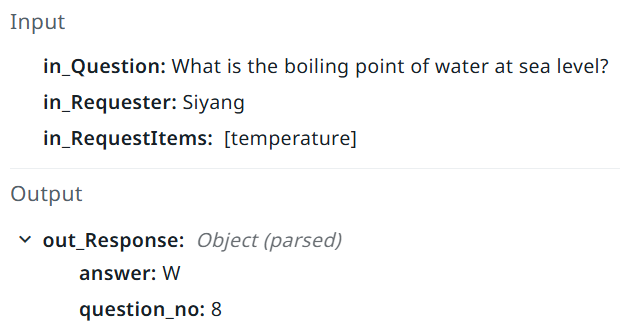 Input
in_Question: What is the boiling point of water at sea level?
in_Requester: Siyang
in_RequestItems: [temperature]
Output
out_Response: Object (parsed)
answer: W
question_no: 8